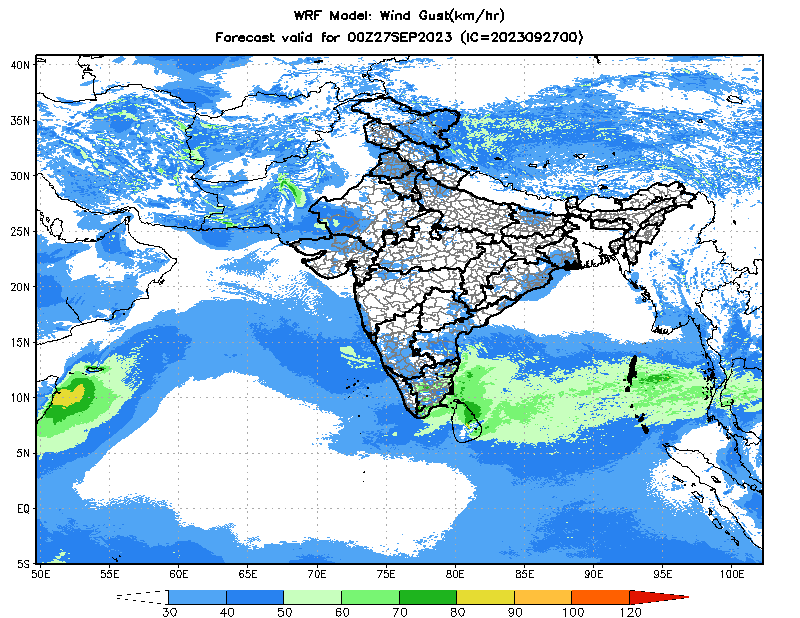 WRF Model: Wind Gust(km/hr)
Forecast valid for 00Z27SEP2023 (IC=2023092700)
40N
35N
30N
25N
20N
15N
10N
5N
EQ
5S
50E 55E 60E 65E 70E 75E 80E 85E 90E 95E 100E
30 40 50 60 70 80 90 100 120